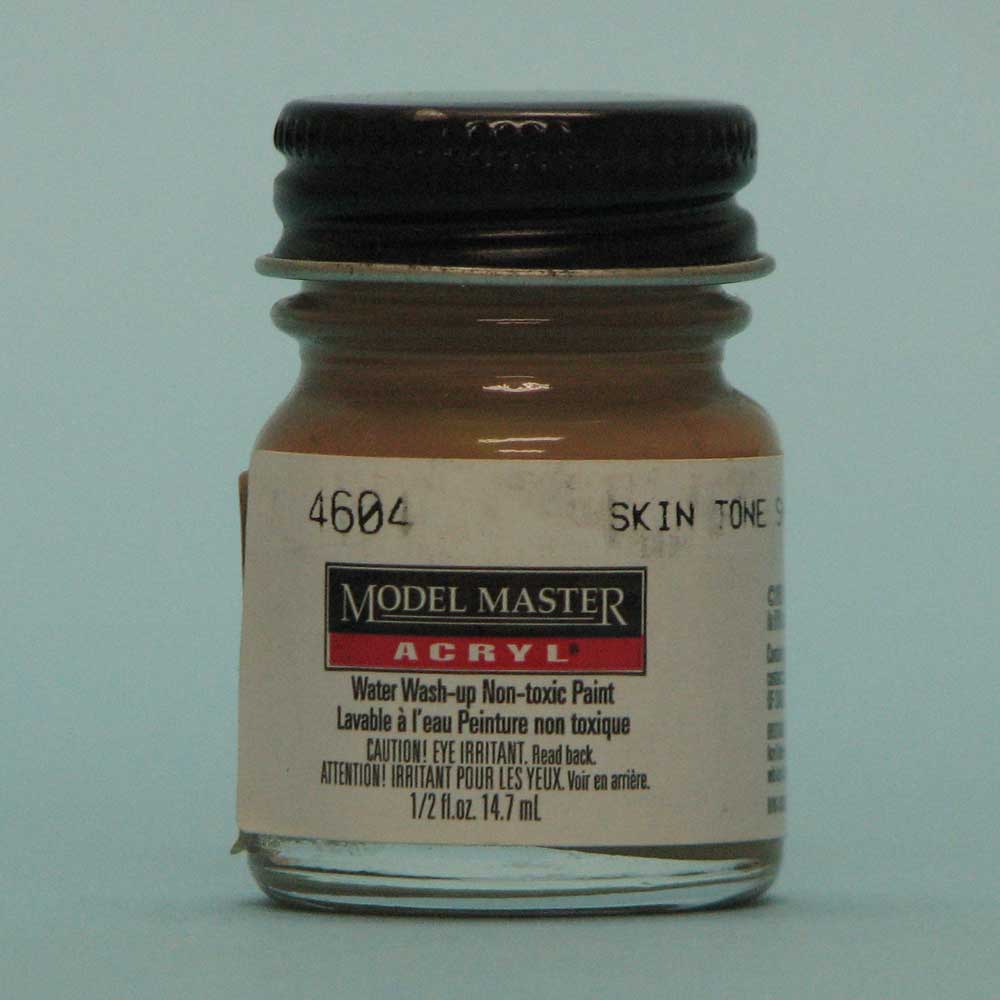 4604 SKIN TONE
MODEL MASTER
ACRYL®
Water Wash-up Non-toxic Paint
Lavable à l'eau Peinture non toxique
CAUTION! EYE IRRITANT. Read back.
ATTENTION! IRRITANT POUR LES YEUX. Voir en arrière.
1/2 fl.oz. 14.7 mL